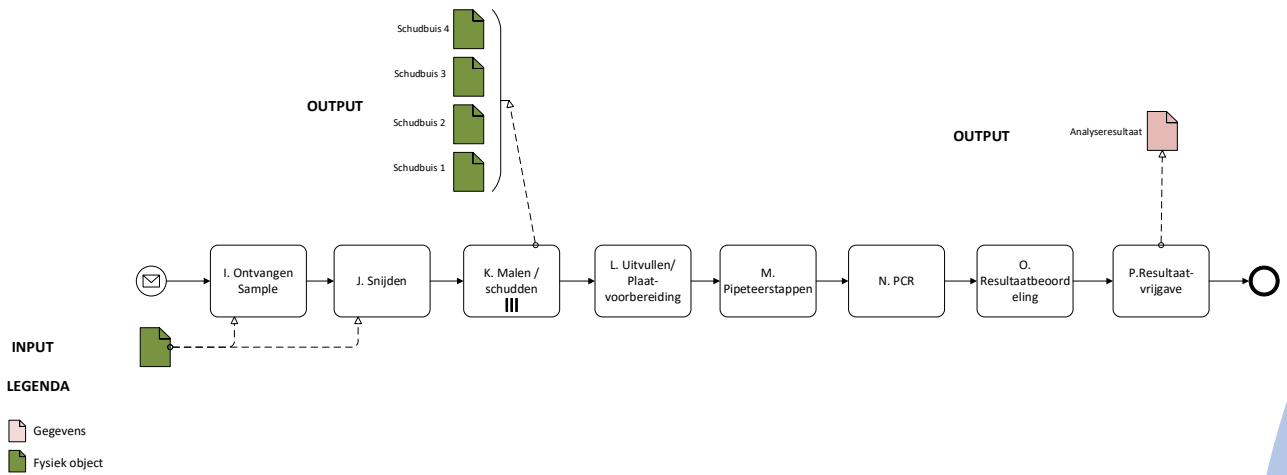 Schudbuis 4
Schudbuis 3
OUTPUT
Schudbuis 2
Schudbuis 1
OUTPUT
Analyseresultaat
I. Ontvangen
Sample
J. Snijden
K. Malen /
schudden
L. Uitvullen/
Plaat-
voorbereiding
M.
Pipeteerstappen
N. PCR
O.
Resultaatbeoord
eling
P.Resultaat-
vrijgave
INPUT
LEGENDA
Gegevens
Fysiek object